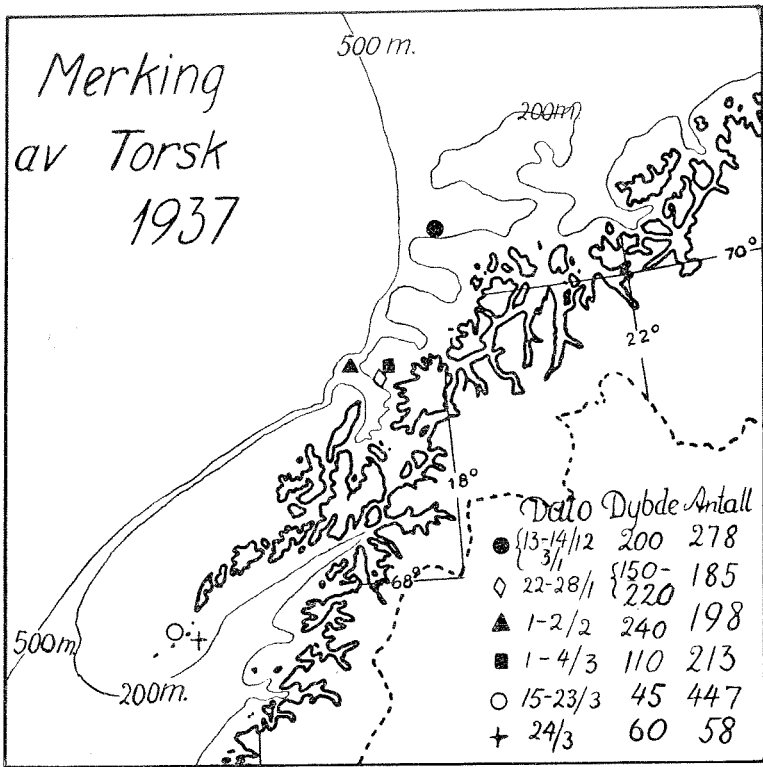 Merking
av Torsk
1937
500 m.
200m
70°
22°
18°
68°
500m
200m.
Dato Dybde Antall
● {13-14/12 3/1 200 278
◇ 22-28/1 {150-220 185
▲ 1-2/2 240 198
■ 1-4/3 110 213
○ 15-23/3 45 447
+ 24/3 60 58